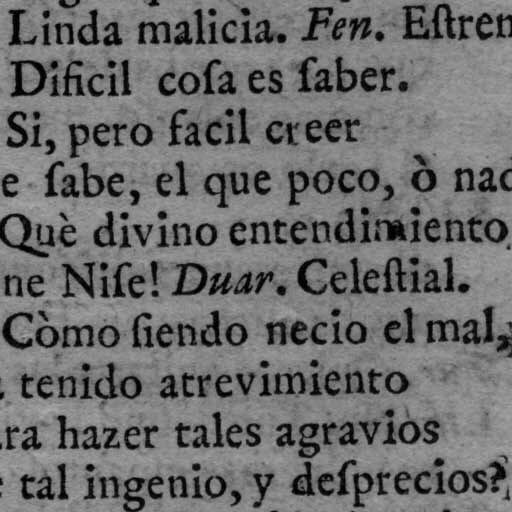 Linda malicia. Fen. Eſtren
Dificil coſa es ſaber.
Si, pero facil creer
e ſabe, el que poco, ò nad
Què divino entendimiento,
ne Niſe! Duar. Celeſtial.
Còmo ſiendo necio el mal,
tenido atrevimiento
ra hazer tales agravios
tal ingenio, y deſprecios?